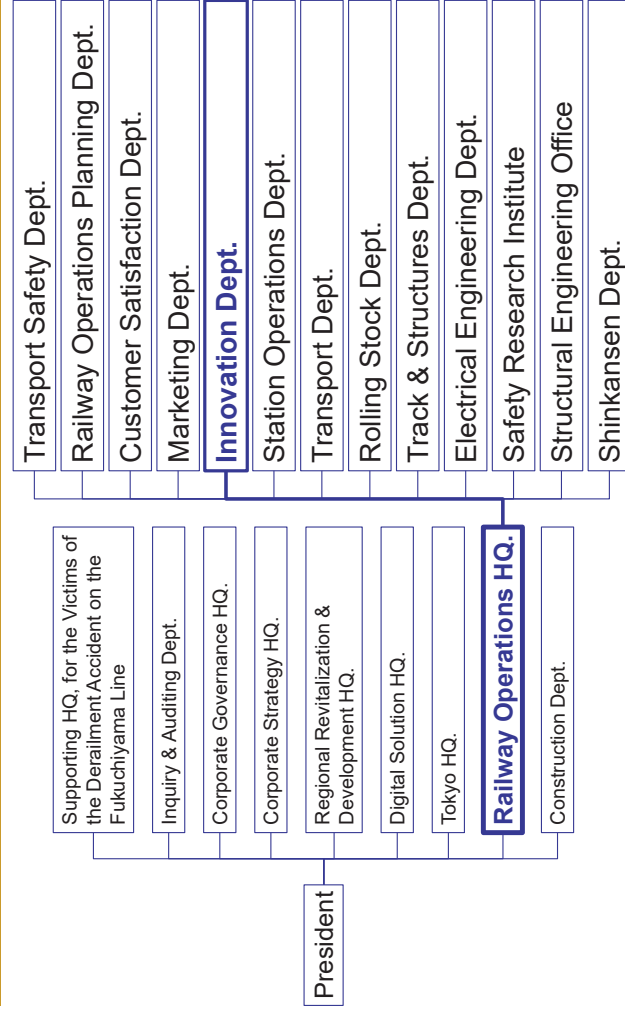 President
Supporting HQ, for the Victims of
the Derailment Accident on the
Fukuchiyama Line
Inquiry & Auditing Dept.
Corporate Governance HQ.
Corporate Strategy HQ.
Regional Revitalization &
Development HQ.
Digital Solution HQ.
Tokyo HQ.
Railway Operations HQ.
Construction Dept.
Transport Safety Dept.
Railway Operations Planning Dept.
Customer Satisfaction Dept.
Marketing Dept.
Innovation Dept.
Station Operations Dept.
Transport Dept.
Rolling Stock Dept.
Track & Structures Dept.
Electrical Engineering Dept.
Safety Research Institute
Structural Engineering Office
Shinkansen Dept.